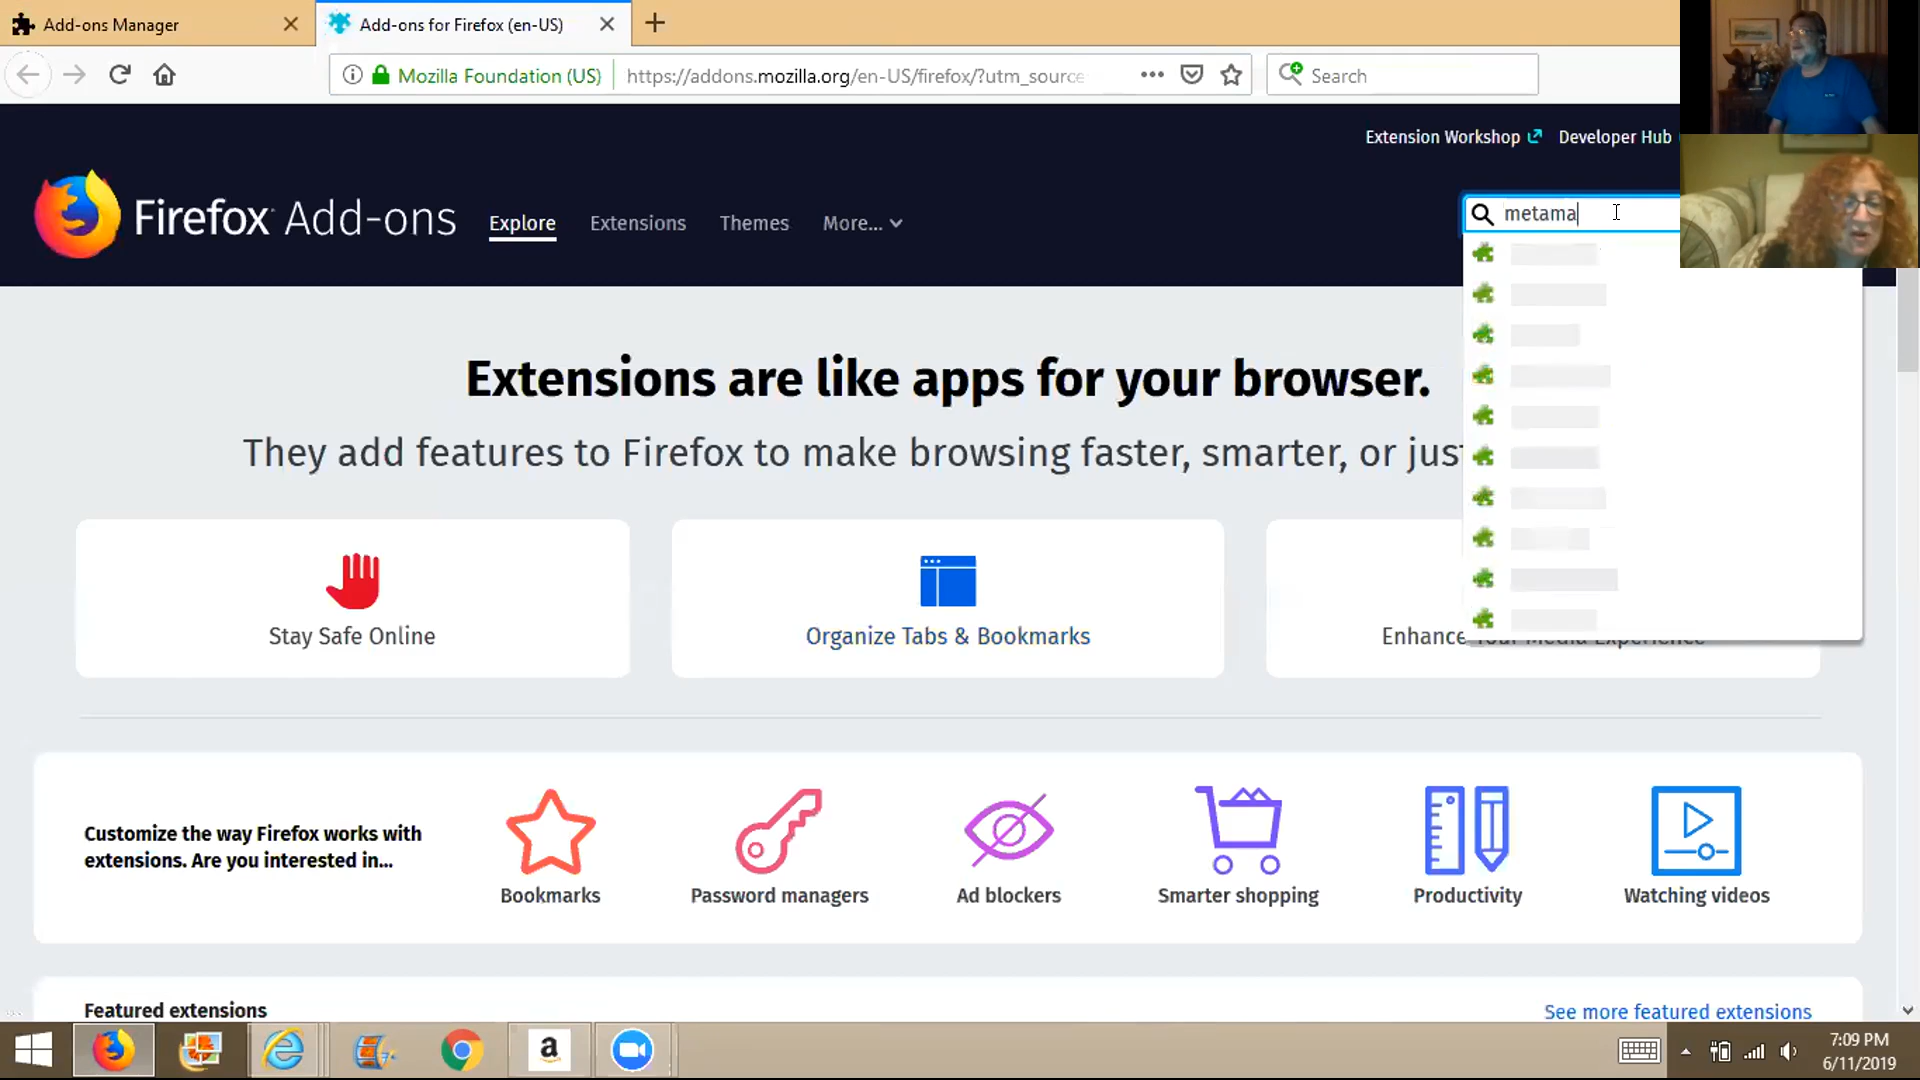 Add-ons Manager
Add-ons for Firefox (en-US)
Mozilla Foundation (US)
https://addons.mozilla.org/en-US/firefox/?utm_source
Search
Extension Workshop
Developer Hub
Firefox Add-ons
Explore
Extensions
Themes
More...
metama
Extensions are like apps for your browser.
They add features to Firefox to make browsing faster, smarter, or jus
Stay Safe Online
Organize Tabs & Bookmarks
Enhance Your Media Experience
Customize the way Firefox works with
extensions. Are you interested in...
Bookmarks
Password managers
Ad blockers
Smarter shopping
Productivity
Watching videos
Featured extensions
See more featured extensions
7:09 PM
6/11/2019